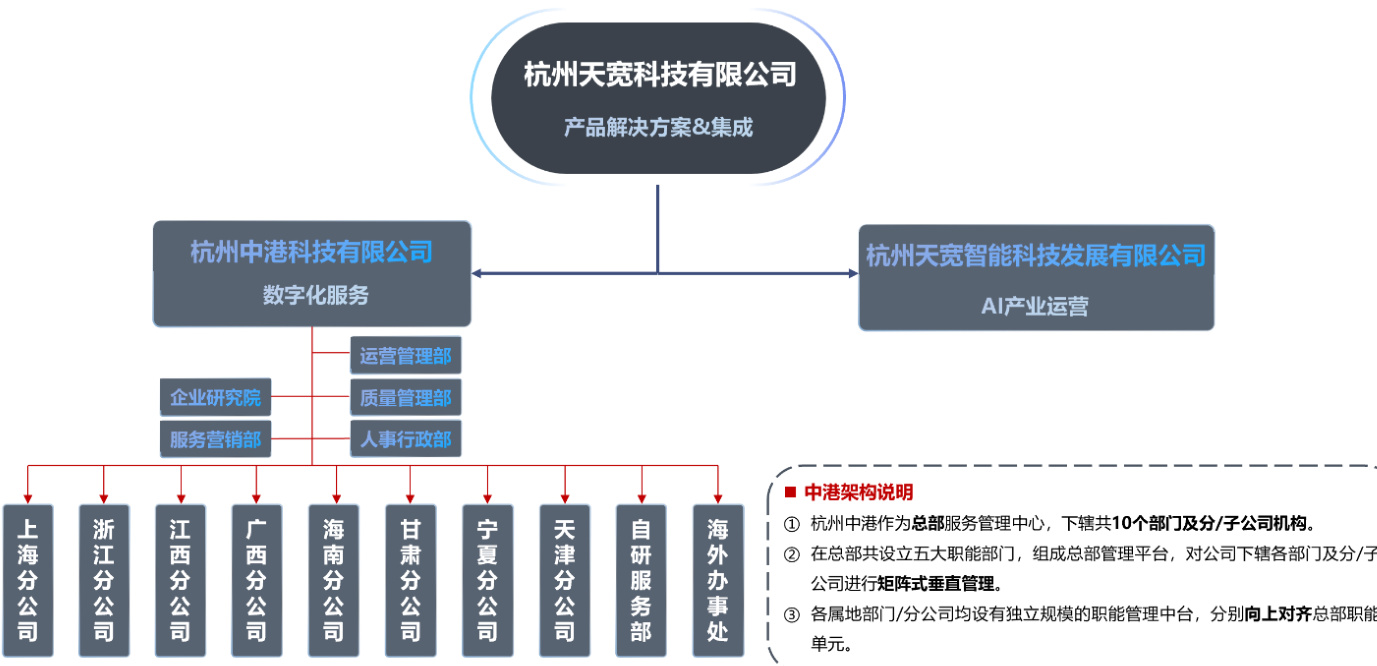 杭州天宽科技有限公司
产品解决方案&集成
杭州中港科技有限公司
数字化服务
杭州天宽智能科技发展有限公司
AI产业运营
运营管理部
企业研究院
质量管理部
服务营销部
人事行政部
上海分公司
浙江分公司
江西分公司
广西分公司
海南分公司
甘肃分公司
宁夏分公司
天津分公司
自研服务部
海外办事处
■ 中港架构说明
① 杭州中港作为总部服务管理中心，下辖共10个部门及分/子公司机构。
② 在总部共设立五大职能部门，组成总部管理平台，对公司下辖各部门及分/子
公司进行矩阵式垂直管理。
③ 各属地部门/分公司均设有独立规模的职能管理中台，分别向上对齐总部职能
单元。